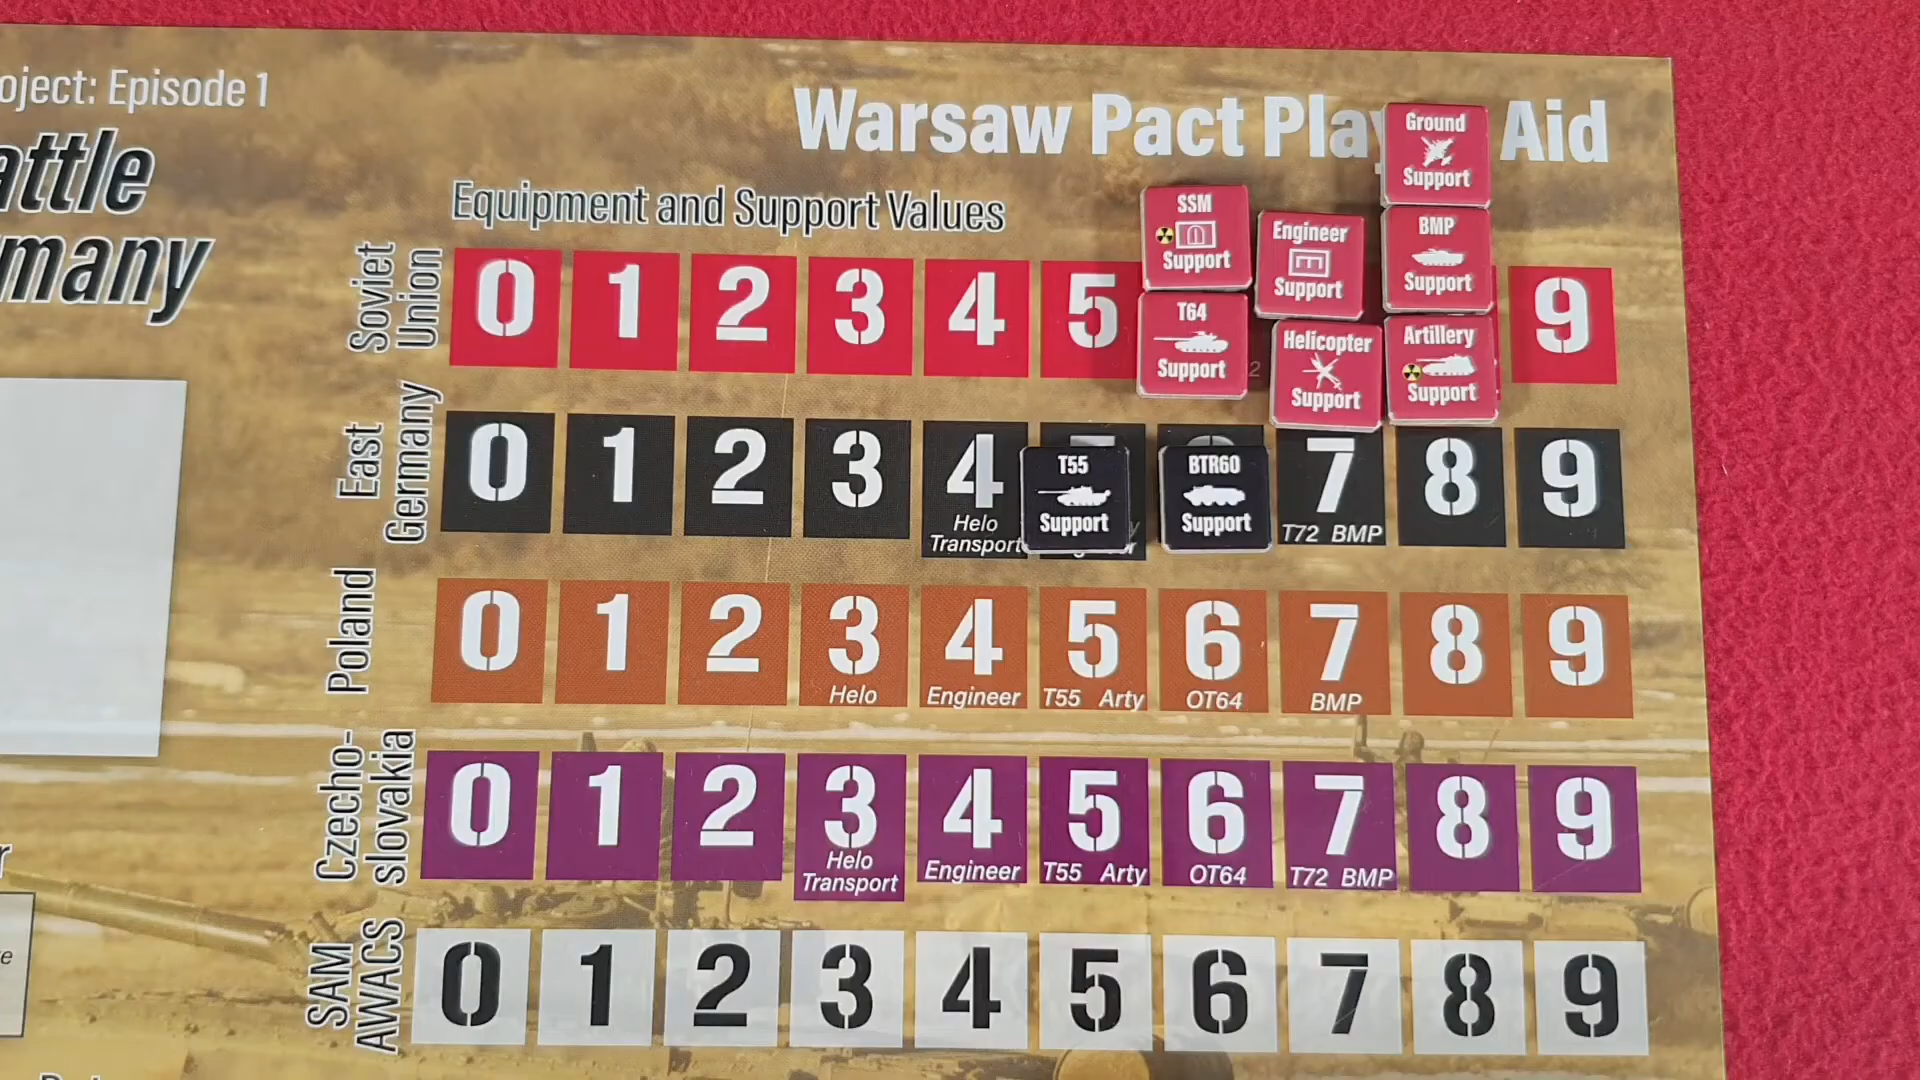 oject: Episode 1
attle
many
Warsaw Pact Play Aid
Equipment and Support Values
Ground
Support
SSM
Support
Engineer
Support
BMP
Support
T64
Support
Helicopter
Support
Artillery
Support
Soviet
Union
0 1 2 3 4 5 9
2
East
Germany
0 1 2 3 4 7 8 9
Helo
Transport
T55
Support
BTR60
Support
T72 BMP
Poland
0 1 2 3 4 5 6 7 8 9
Helo Engineer T55 Arty OT64 BMP
Czecho-
slovakia
0 1 2 3 4 5 6 7 8 9
Helo
Transport
Engineer T55 Arty OT64 T72 BMP
SAM
AWACS
0 1 2 3 4 5 6 7 8 9